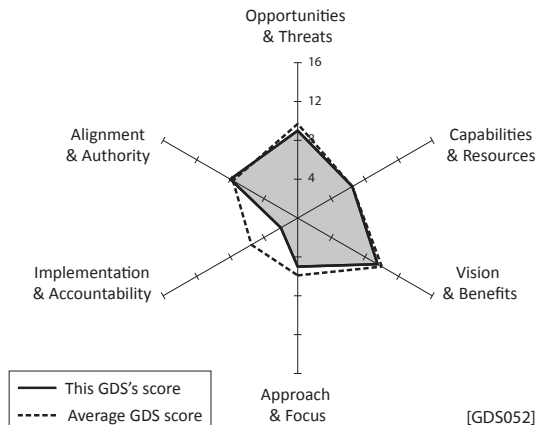 Opportunities
& Threats
16
12
8
4
Alignment
& Authority
Capabilities
& Resources
Implementation
& Accountability
Vision
& Benefits
Approach
& Focus
This GDS's score
Average GDS score
[GDS052]